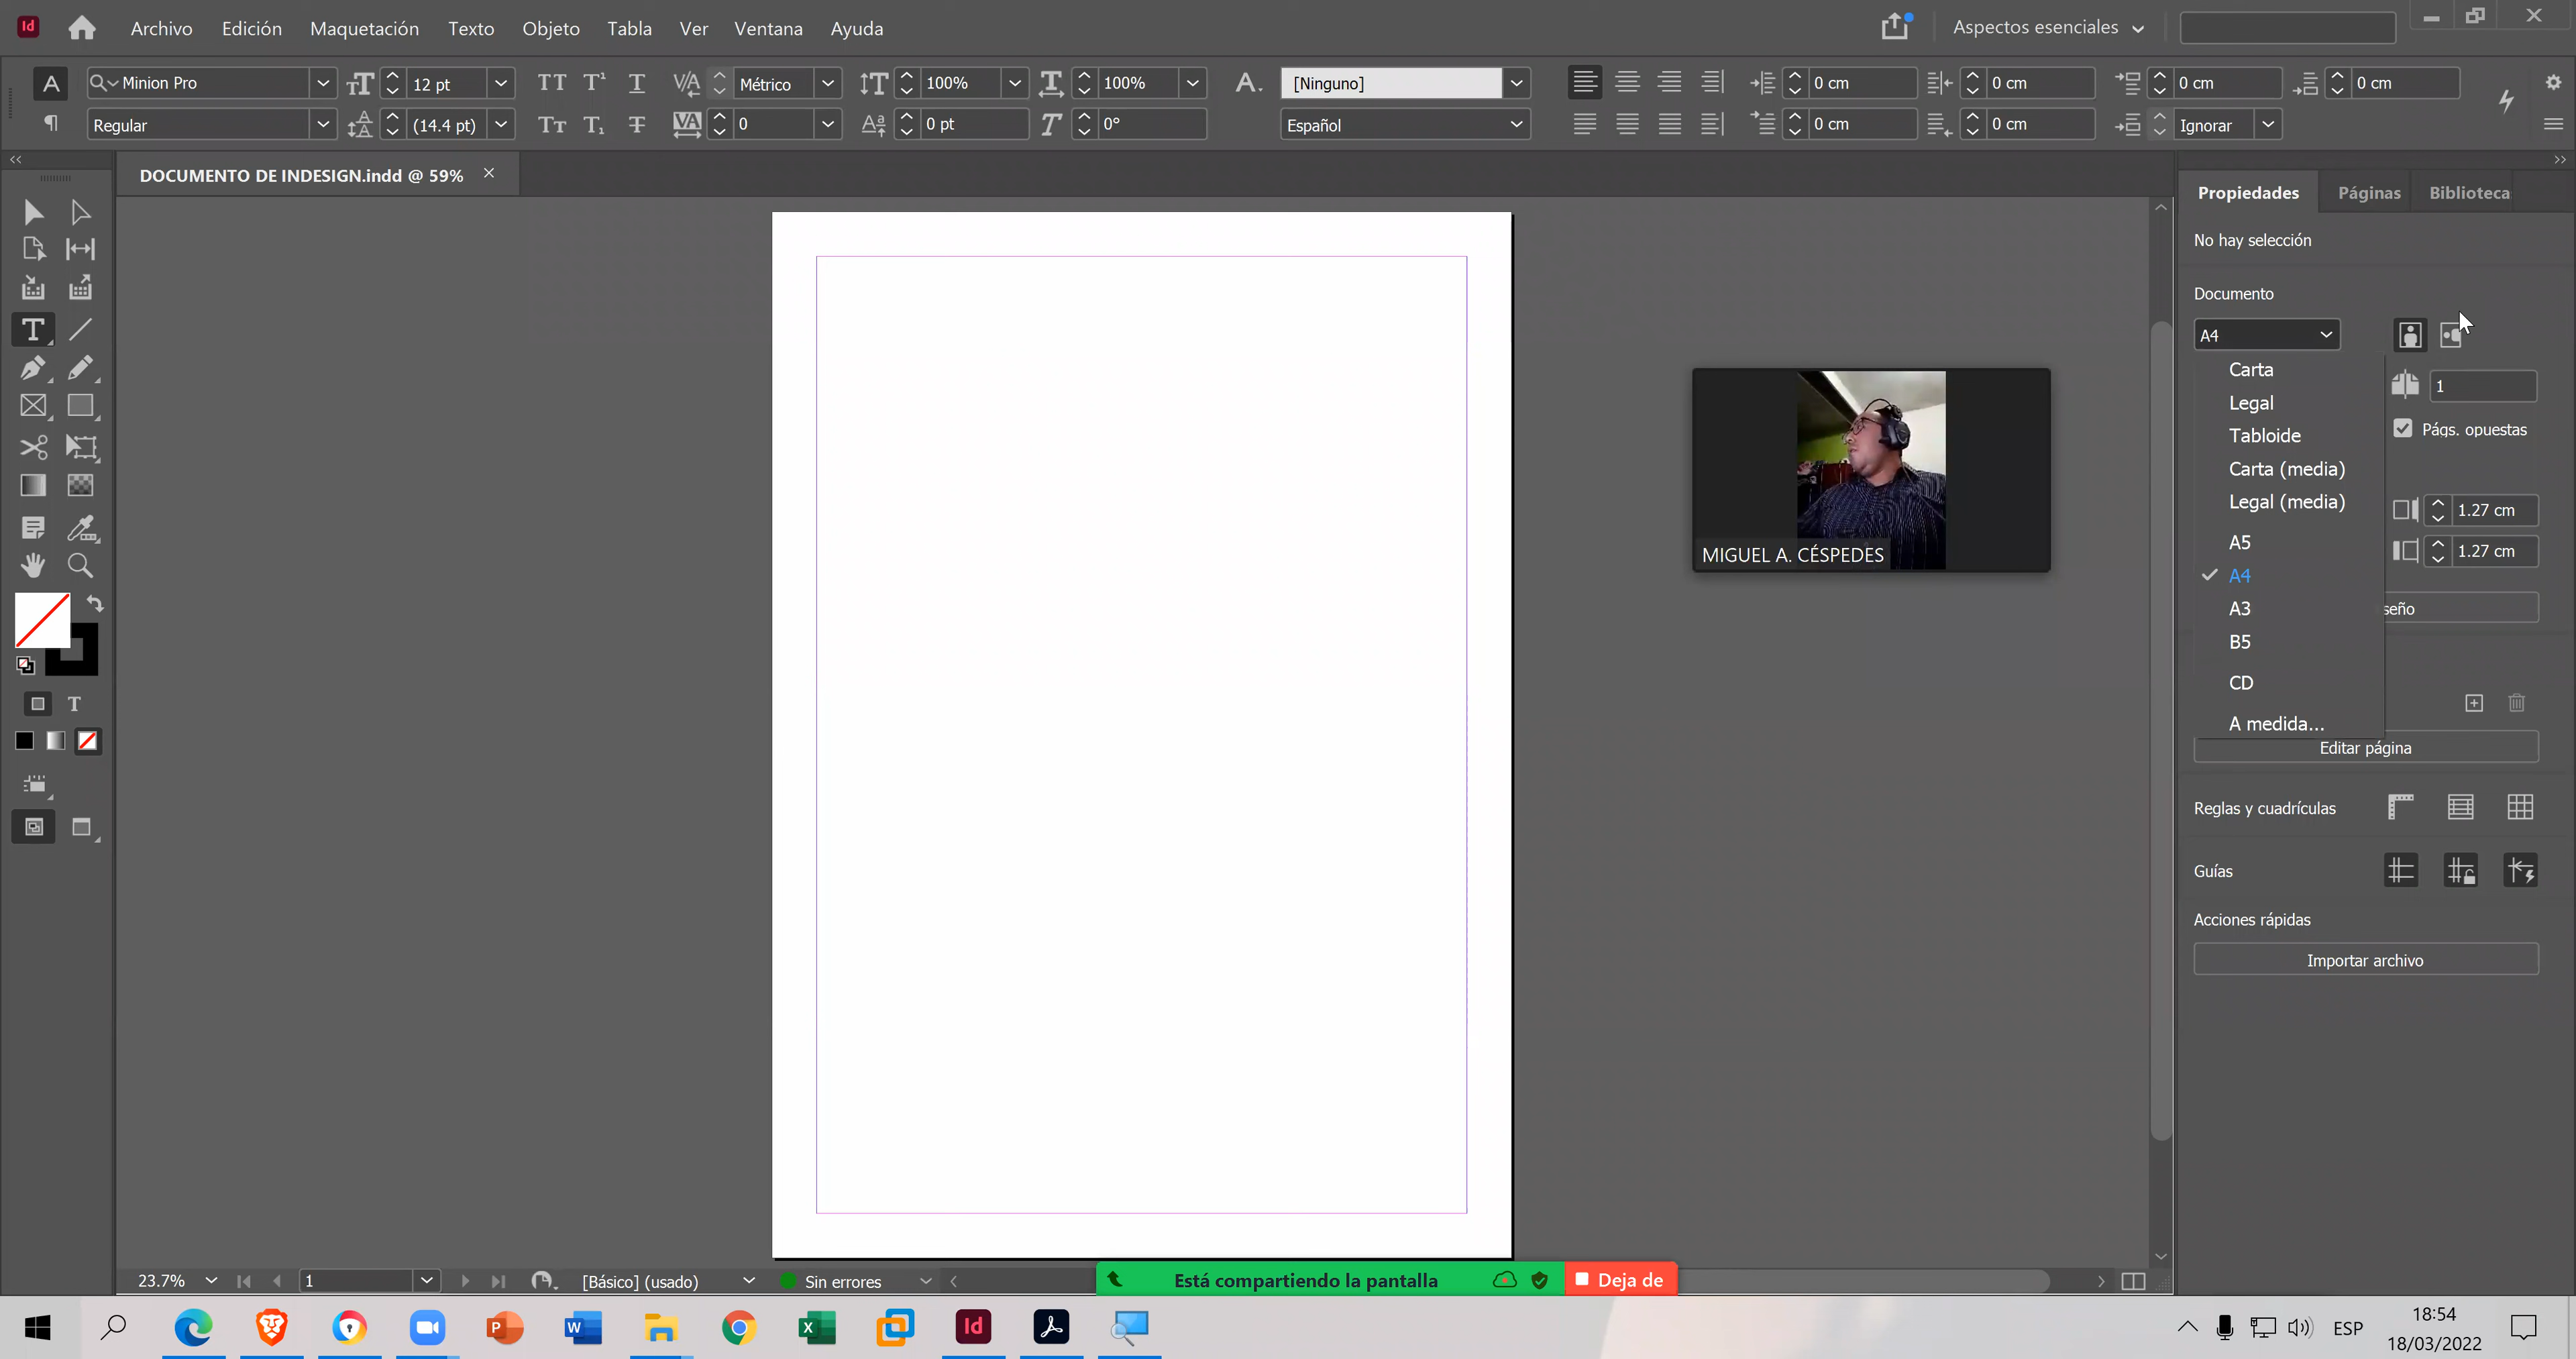 Id Archivo Edición Maquetación Texto Objeto Tabla Ver Ventana Ayuda Aspectos esenciales
A Minion Pro 12 pt Métrico 100% 100% A. [Ninguno] 0 cm 0 cm 0 cm 0 cm
Regular (14.4 pt) 0 0 pt 0° Español 0 cm 0 cm Ignorar
DOCUMENTO DE INDESIGN.indd @ 59%
Propiedades Páginas Biblioteca
No hay selección
Documento
A4
Carta
1
Legal
Págs. opuestas
Tabloide
Carta (media)
Legal (media)
1.27 cm
A5
1.27 cm
A4
A3
seño
B5
CD
A medida...
Editar página
Reglas y cuadrículas
Guías
Acciones rápidas
Importar archivo
MIGUEL A. CÉSPEDES
23.7% 1 [Básico] (usado) Sin errores Está compartiendo la pantalla Deja de
ESP 18:54
18/03/2022